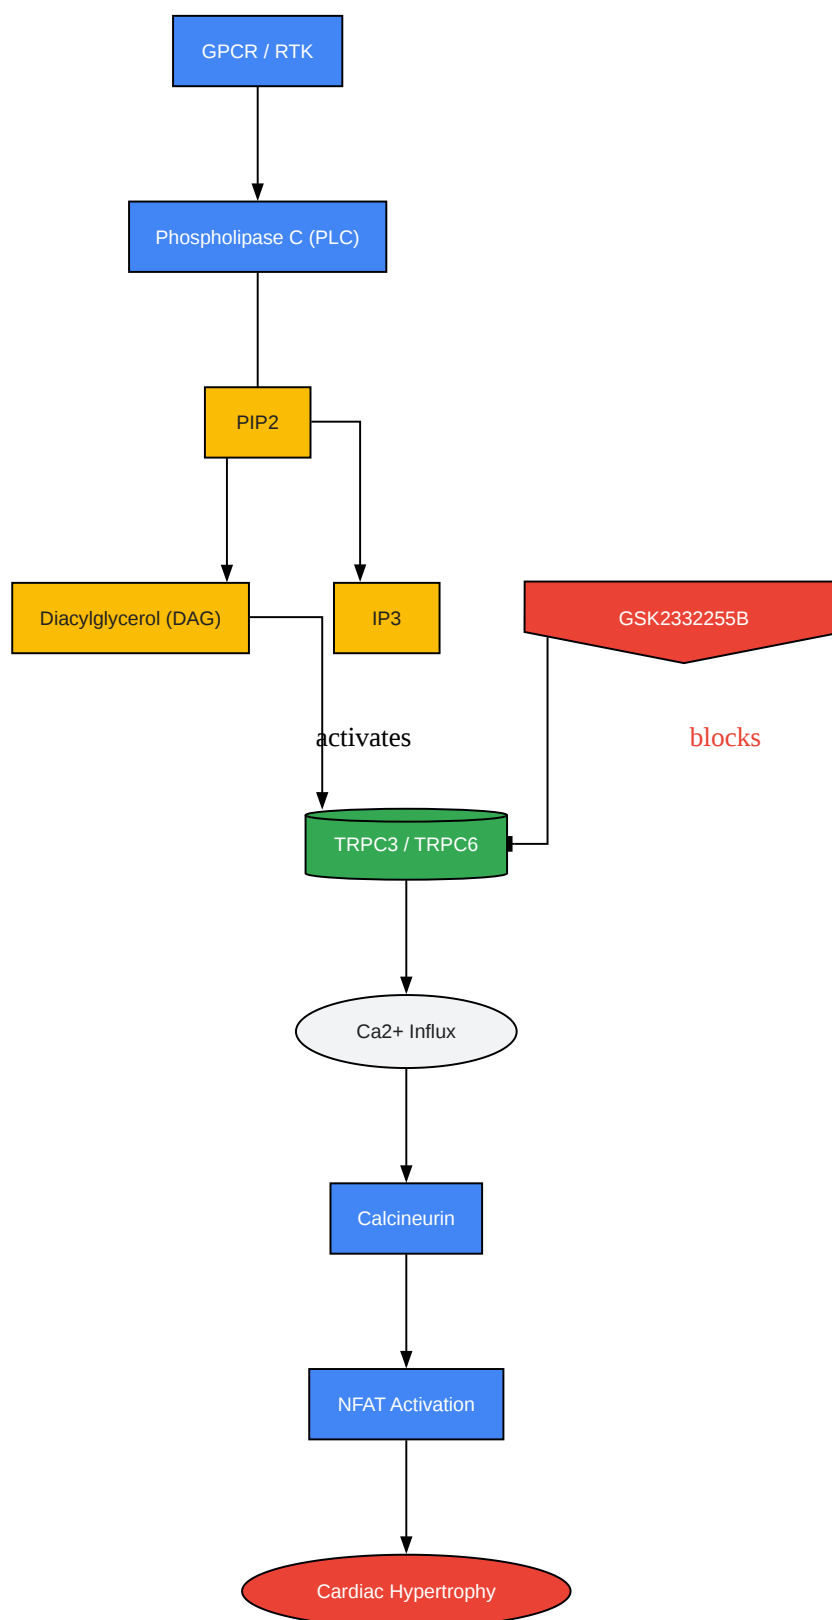 GPCR / RTK
Phospholipase C (PLC)
PIP2
Diacylglycerol (DAG)
IP3
GSK2332255B
activates
blocks
TRPC3 / TRPC6
Ca2+ Influx
Calcineurin
NFAT Activation
Cardiac Hypertrophy